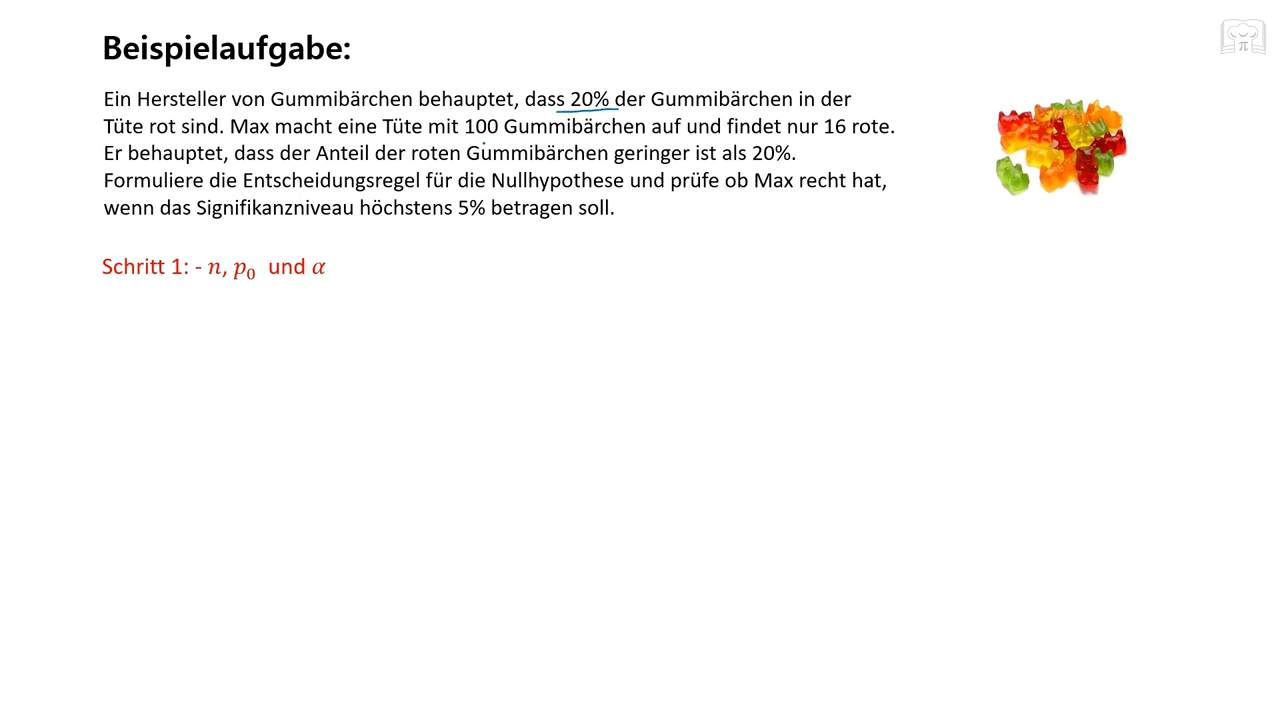 Beispielaufgabe:
Ein Hersteller von Gummibärchen behauptet, dass 20% der Gummibärchen in der
Tüte rot sind. Max macht eine Tüte mit 100 Gummibärchen auf und findet nur 16 rote.
Er behauptet, dass der Anteil der roten Gummibärchen geringer ist als 20%.
Formuliere die Entscheidungsregel für die Nullhypothese und prüfe ob Max recht hat,
wenn das Signifikanzniveau höchstens 5% betragen soll.
Schritt 1: - n, p₀ und α
π